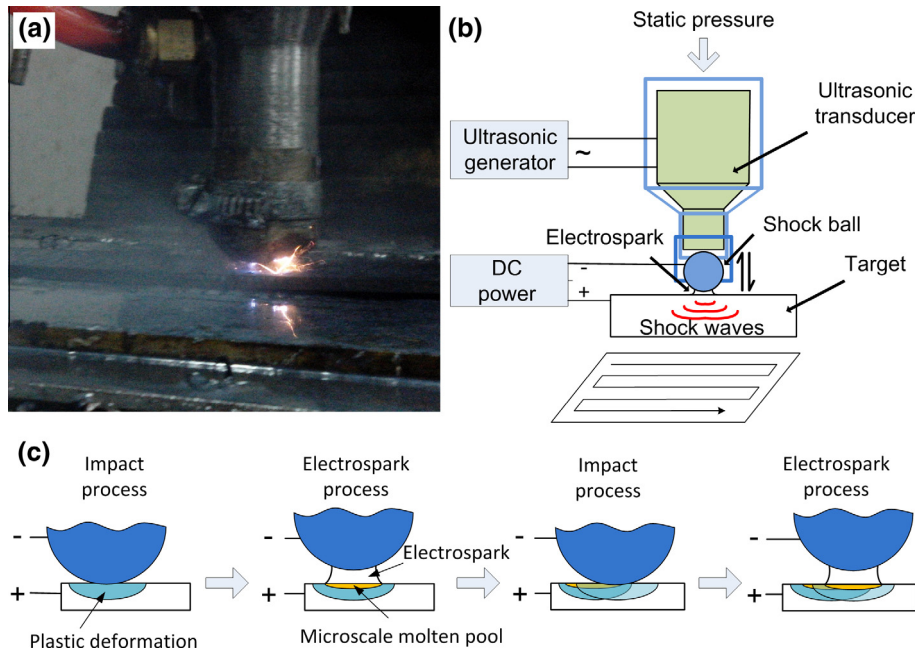 (a)
(b)
Static pressure
Ultrasonic
transducer
Ultrasonic
generator
~
Electrospark
Shock ball
DC
power
-
+
Target
Shock waves
(c)
Impact
process
Electrospark
process
Impact
process
Electrospark
process
-
-
-
-
Electrospark
+
+
+
+
Plastic deformation
Microscale molten pool